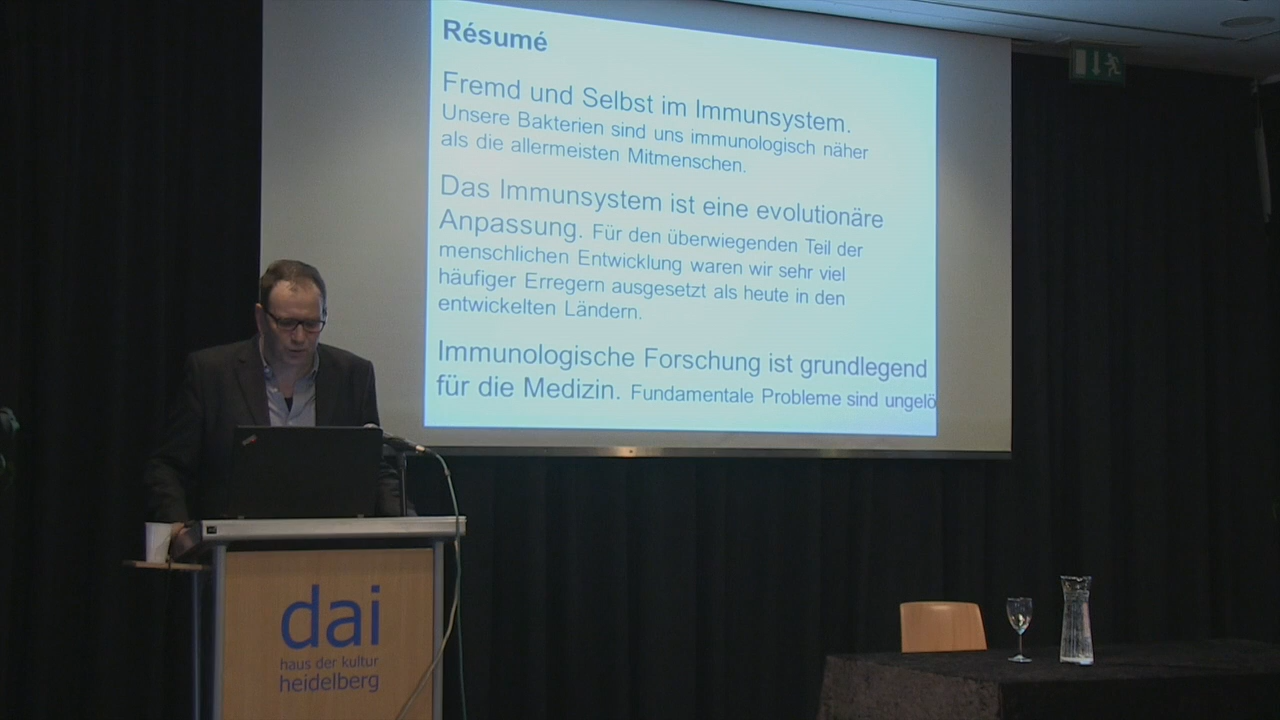 Résumé
Fremd und Selbst im Immunsystem.
Unsere Bakterien sind uns immunologisch näher
als die allermeisten Mitmenschen.
Das Immunsystem ist eine evolutionäre
Anpassung. Für den überwiegenden Teil der
menschlichen Entwicklung waren wir sehr viel
häufiger Erregern ausgesetzt als heute in den
entwickelten Ländern.
Immunologische Forschung ist grundlegend
für die Medizin. Fundamentale Probleme sind ungelö
dai
haus der kultur
heidelberg